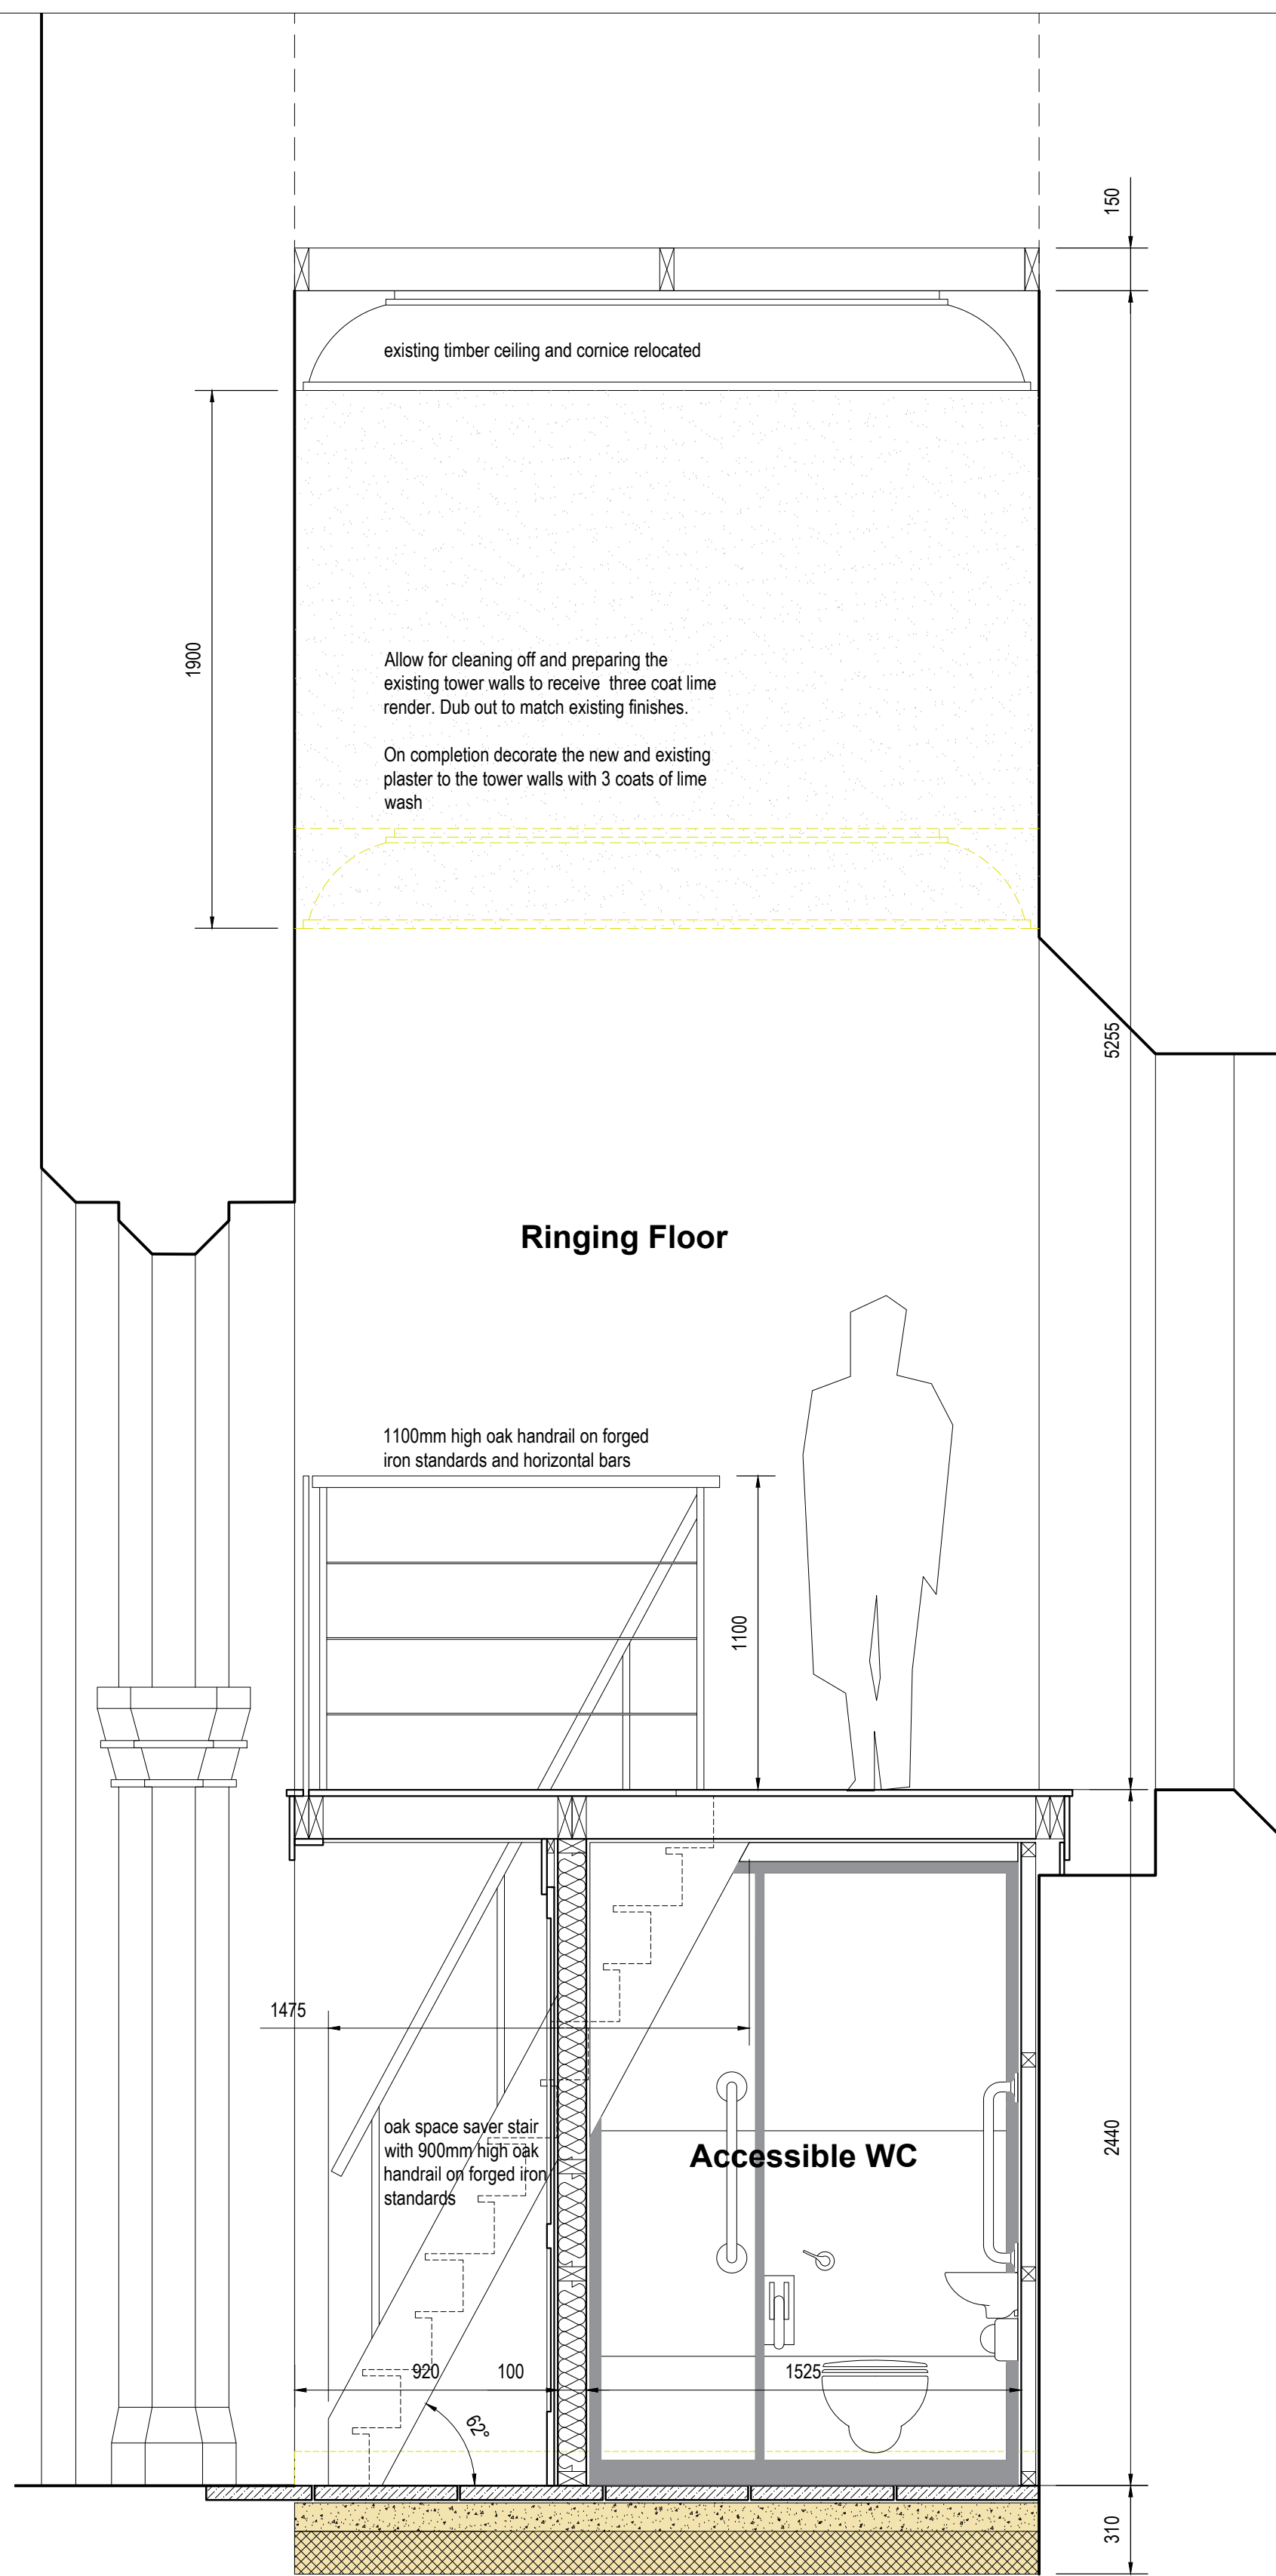 150
existing timber ceiling and cornice relocated
1900
Allow for cleaning off and preparing the
existing tower walls to receive three coat lime
render. Dub out to match existing finishes.
On completion decorate the new and existing
plaster to the tower walls with 3 coats of lime
wash
5255
Ringing Floor
1100mm high oak handrail on forged
iron standards and horizontal bars
1100
1475
oak space saver stair
with 900mm high oak
handrail on forged iron
standards
Accessible WC
2440
920
100
1525
62°
310